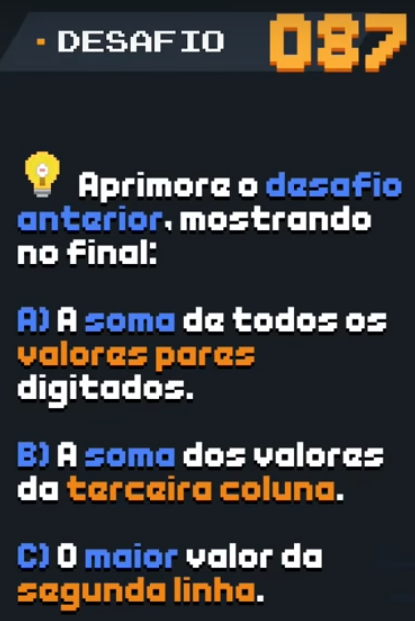 DESAFIO 087
Aprimore o desafio
anterior, mostrando
no final:
A) A soma de todos os
valores pares
digitados.
B) A soma dos valores
da terceira coluna.
C) O maior valor da
segunda linha.